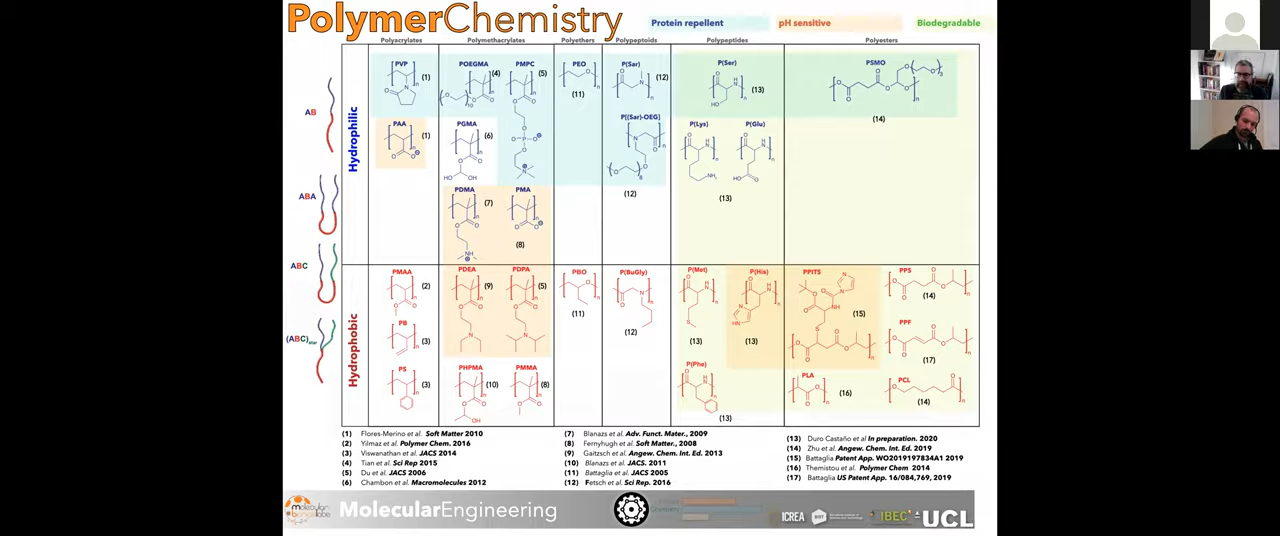 PolymerChemistry
Protein repellent
pH sensitive
Biodegradable
Polyacrylates
Polymethacrylates
Polyethers
Polypeptoids
Polypeptides
Polyesters
AB
ABA
ABC
(ABC)star
Hydrophilic
Hydrophobic
PVP (1)
POEGMA (4)
PMPC (5)
PEO (11)
P(Sar) (12)
P(Ser) (13)
PSMO (14)
PAA (1)
PGMA (6)
P[(Sar)-OEG] (12)
P(Lys)
P(Glu)
(13)
PDMA (7)
PMA (8)
PMAA (2)
PDEA (9)
PDPA (5)
PBO (11)
P(BuGly) (12)
P(Met) (13)
P(His) (13)
PPITS (15)
PPS (14)
PB (3)
PPF (17)
PS (3)
PHPMA (10)
PMMA (8)
P(Phe) (13)
PLA (16)
PCL (14)
(1) Flores-Merino et al. Soft Matter 2010
(2) Yilmaz et al. Polymer Chem. 2016
(3) Viswanathan et al. JACS 2014
(4) Tian et al. Sci Rep 2015
(5) Du et al. JACS 2006
(6) Chambon et al. Macromolecules 2012
(7) Blanazs et al. Adv. Funct. Mater., 2009
(8) Fernyhugh et al. Soft Matter., 2008
(9) Gaitzsch et al. Angew. Chem. Int. Ed. 2013
(10) Blanazs et al. JACS. 2011
(11) Battaglia et al. JACS 2005
(12) Fetsch et al. Sci Rep. 2016
(13) Duro Castaño et al In preparation. 2020
(14) Zhu et al. Angew. Chem. Int. Ed. 2019
(15) Battaglia Patent App. WO2019197834A1 2019
(16) Themistou et al. Polymer Chem 2014
(17) Battaglia US Patent App. 16/084,769, 2019
MolecularEngineering
ICREA
BIST
IBEC
UCL